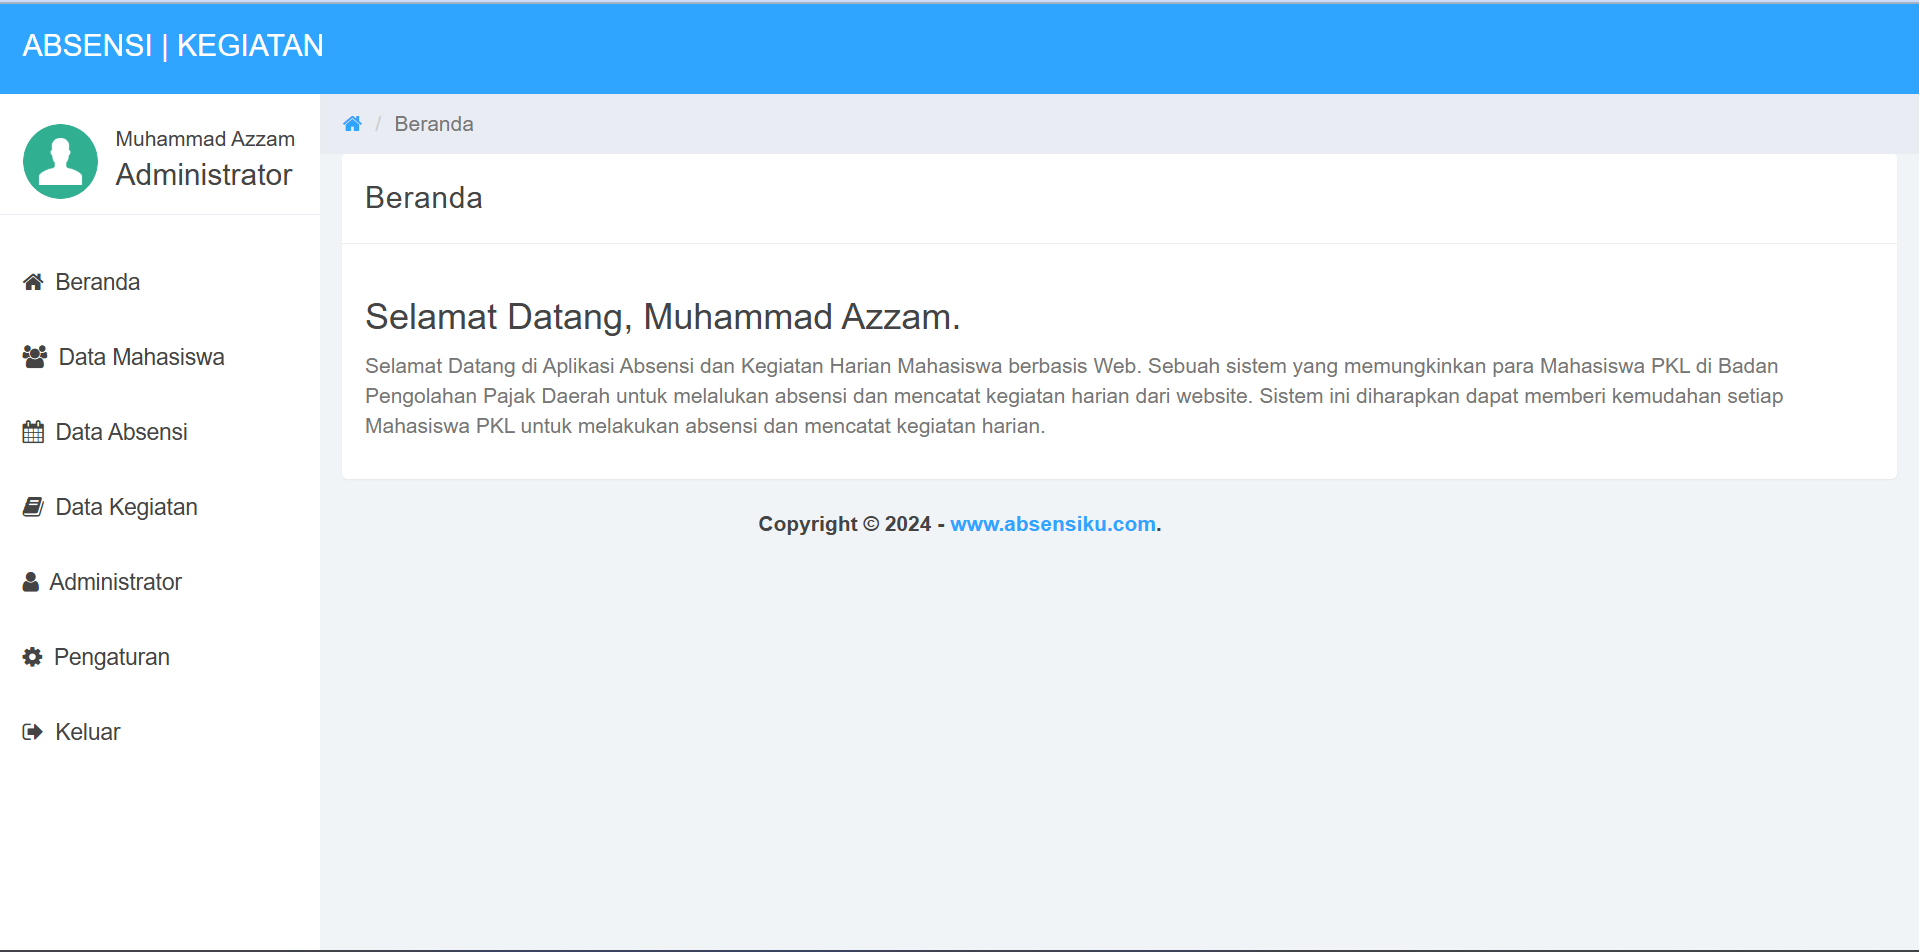 ABSENSI | KEGIATAN
Muhammad Azzam
Administrator
Beranda
Data Mahasiswa
Data Absensi
Data Kegiatan
Administrator
Pengaturan
Keluar
/ Beranda
Beranda
Selamat Datang, Muhammad Azzam.
Selamat Datang di Aplikasi Absensi dan Kegiatan Harian Mahasiswa berbasis Web. Sebuah sistem yang memungkinkan para Mahasiswa PKL di Badan
Pengolahan Pajak Daerah untuk melalukan absensi dan mencatat kegiatan harian dari website. Sistem ini diharapkan dapat memberi kemudahan setiap
Mahasiswa PKL untuk melakukan absensi dan mencatat kegiatan harian.
Copyright © 2024 - www.absensiku.com.